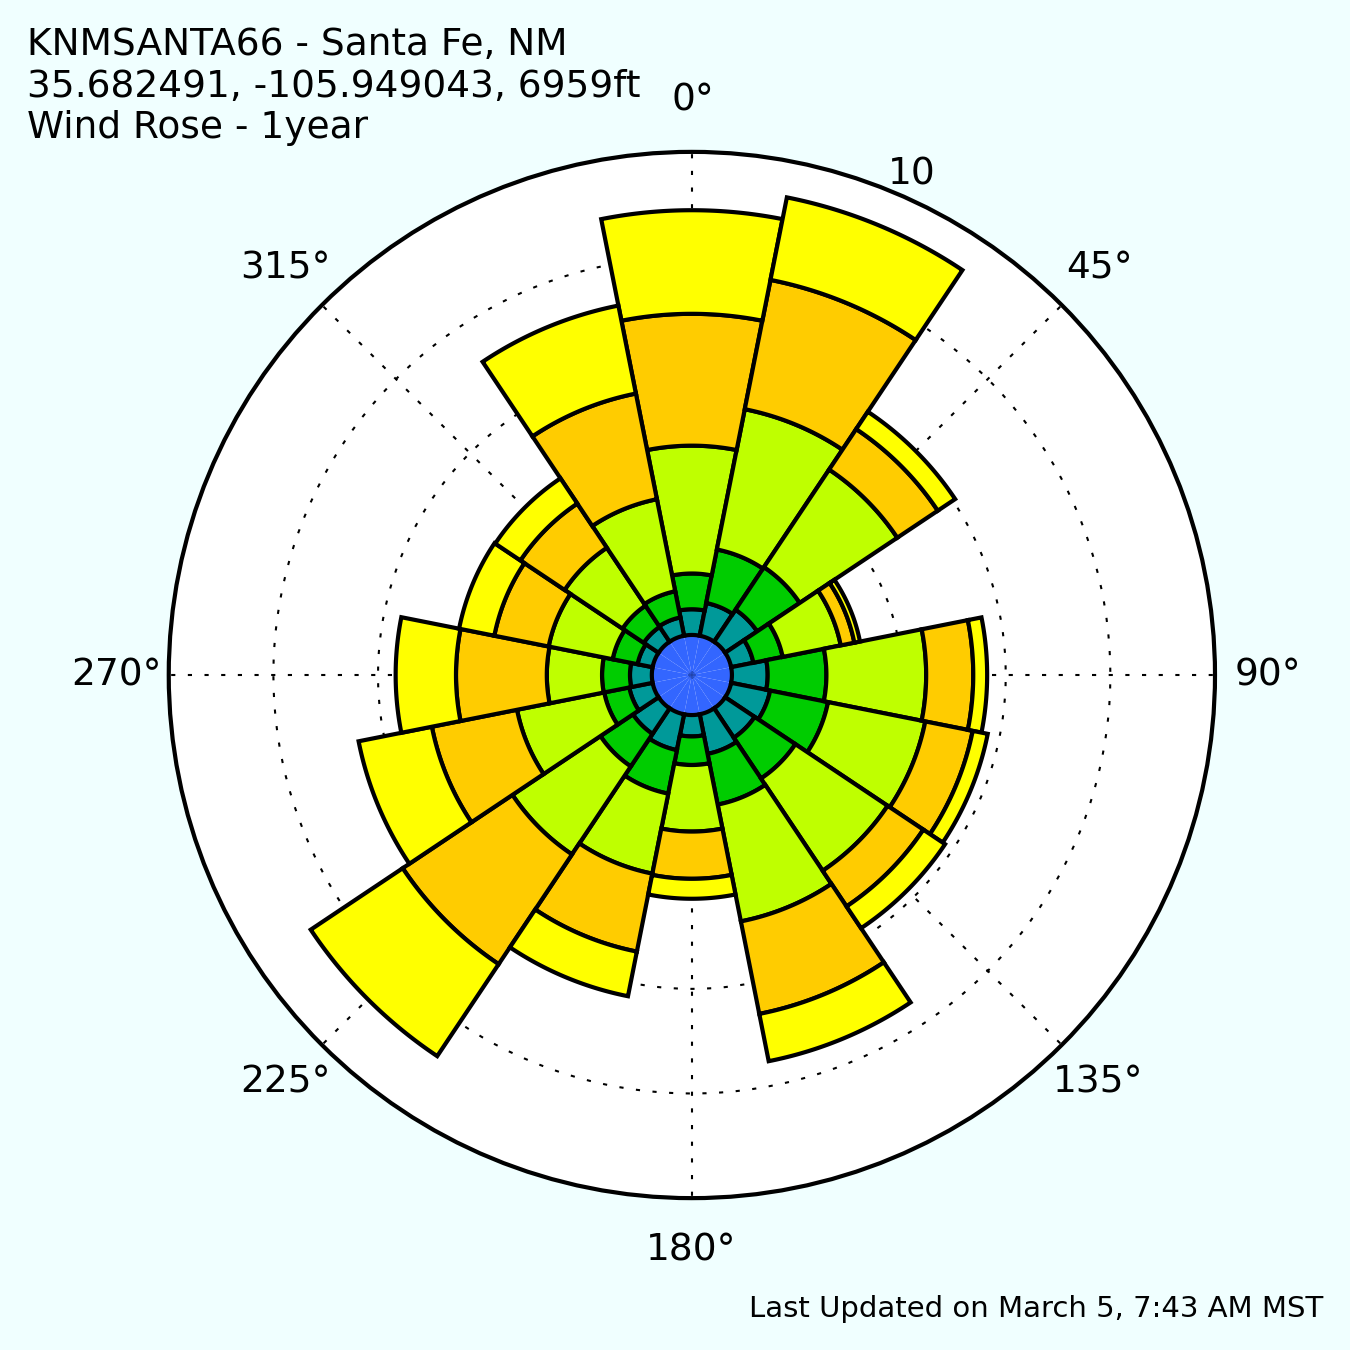 KNMSANTA66 - Santa Fe, NM
35.682491, -105.949043, 6959ft
Wind Rose - 1year
0°
10
315°
45°
270°
90°
225°
135°
180°
Last Updated on March 5, 7:43 AM MST